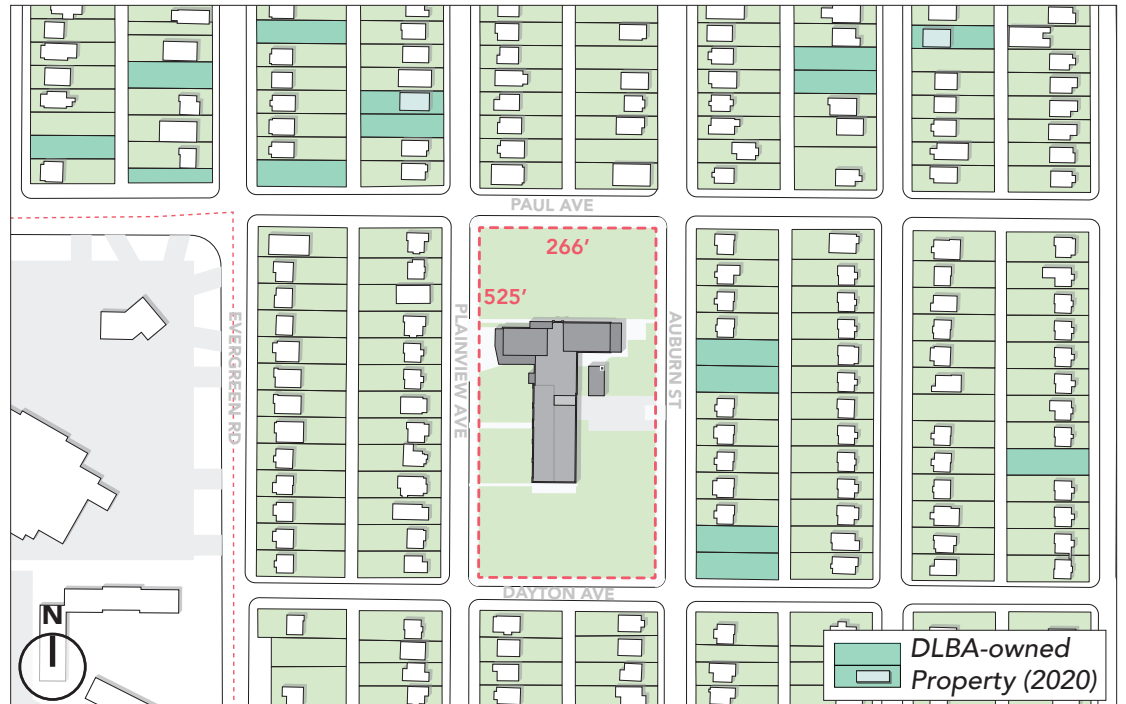 PAUL AVE
266’
525’
EVERGREEN RD
PLAINVIEW AVE
AUBURN ST
DAYTON AVE
N
DLBA-owned
Property (2020)